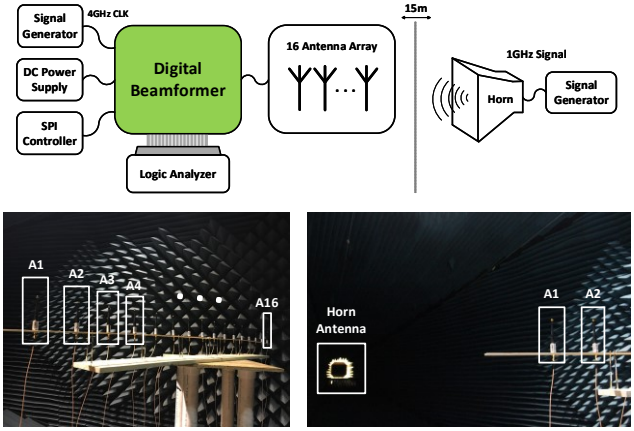 Signal
Generator
4GHz CLK
DC Power
Supply
SPI
Controller
Digital
Beamformer
Logic Analyzer
16 Antenna Array
...
15m
1GHz Signal
Horn
Signal
Generator
A1
A2
A3
A4
A16
Horn
Antenna
A1
A2